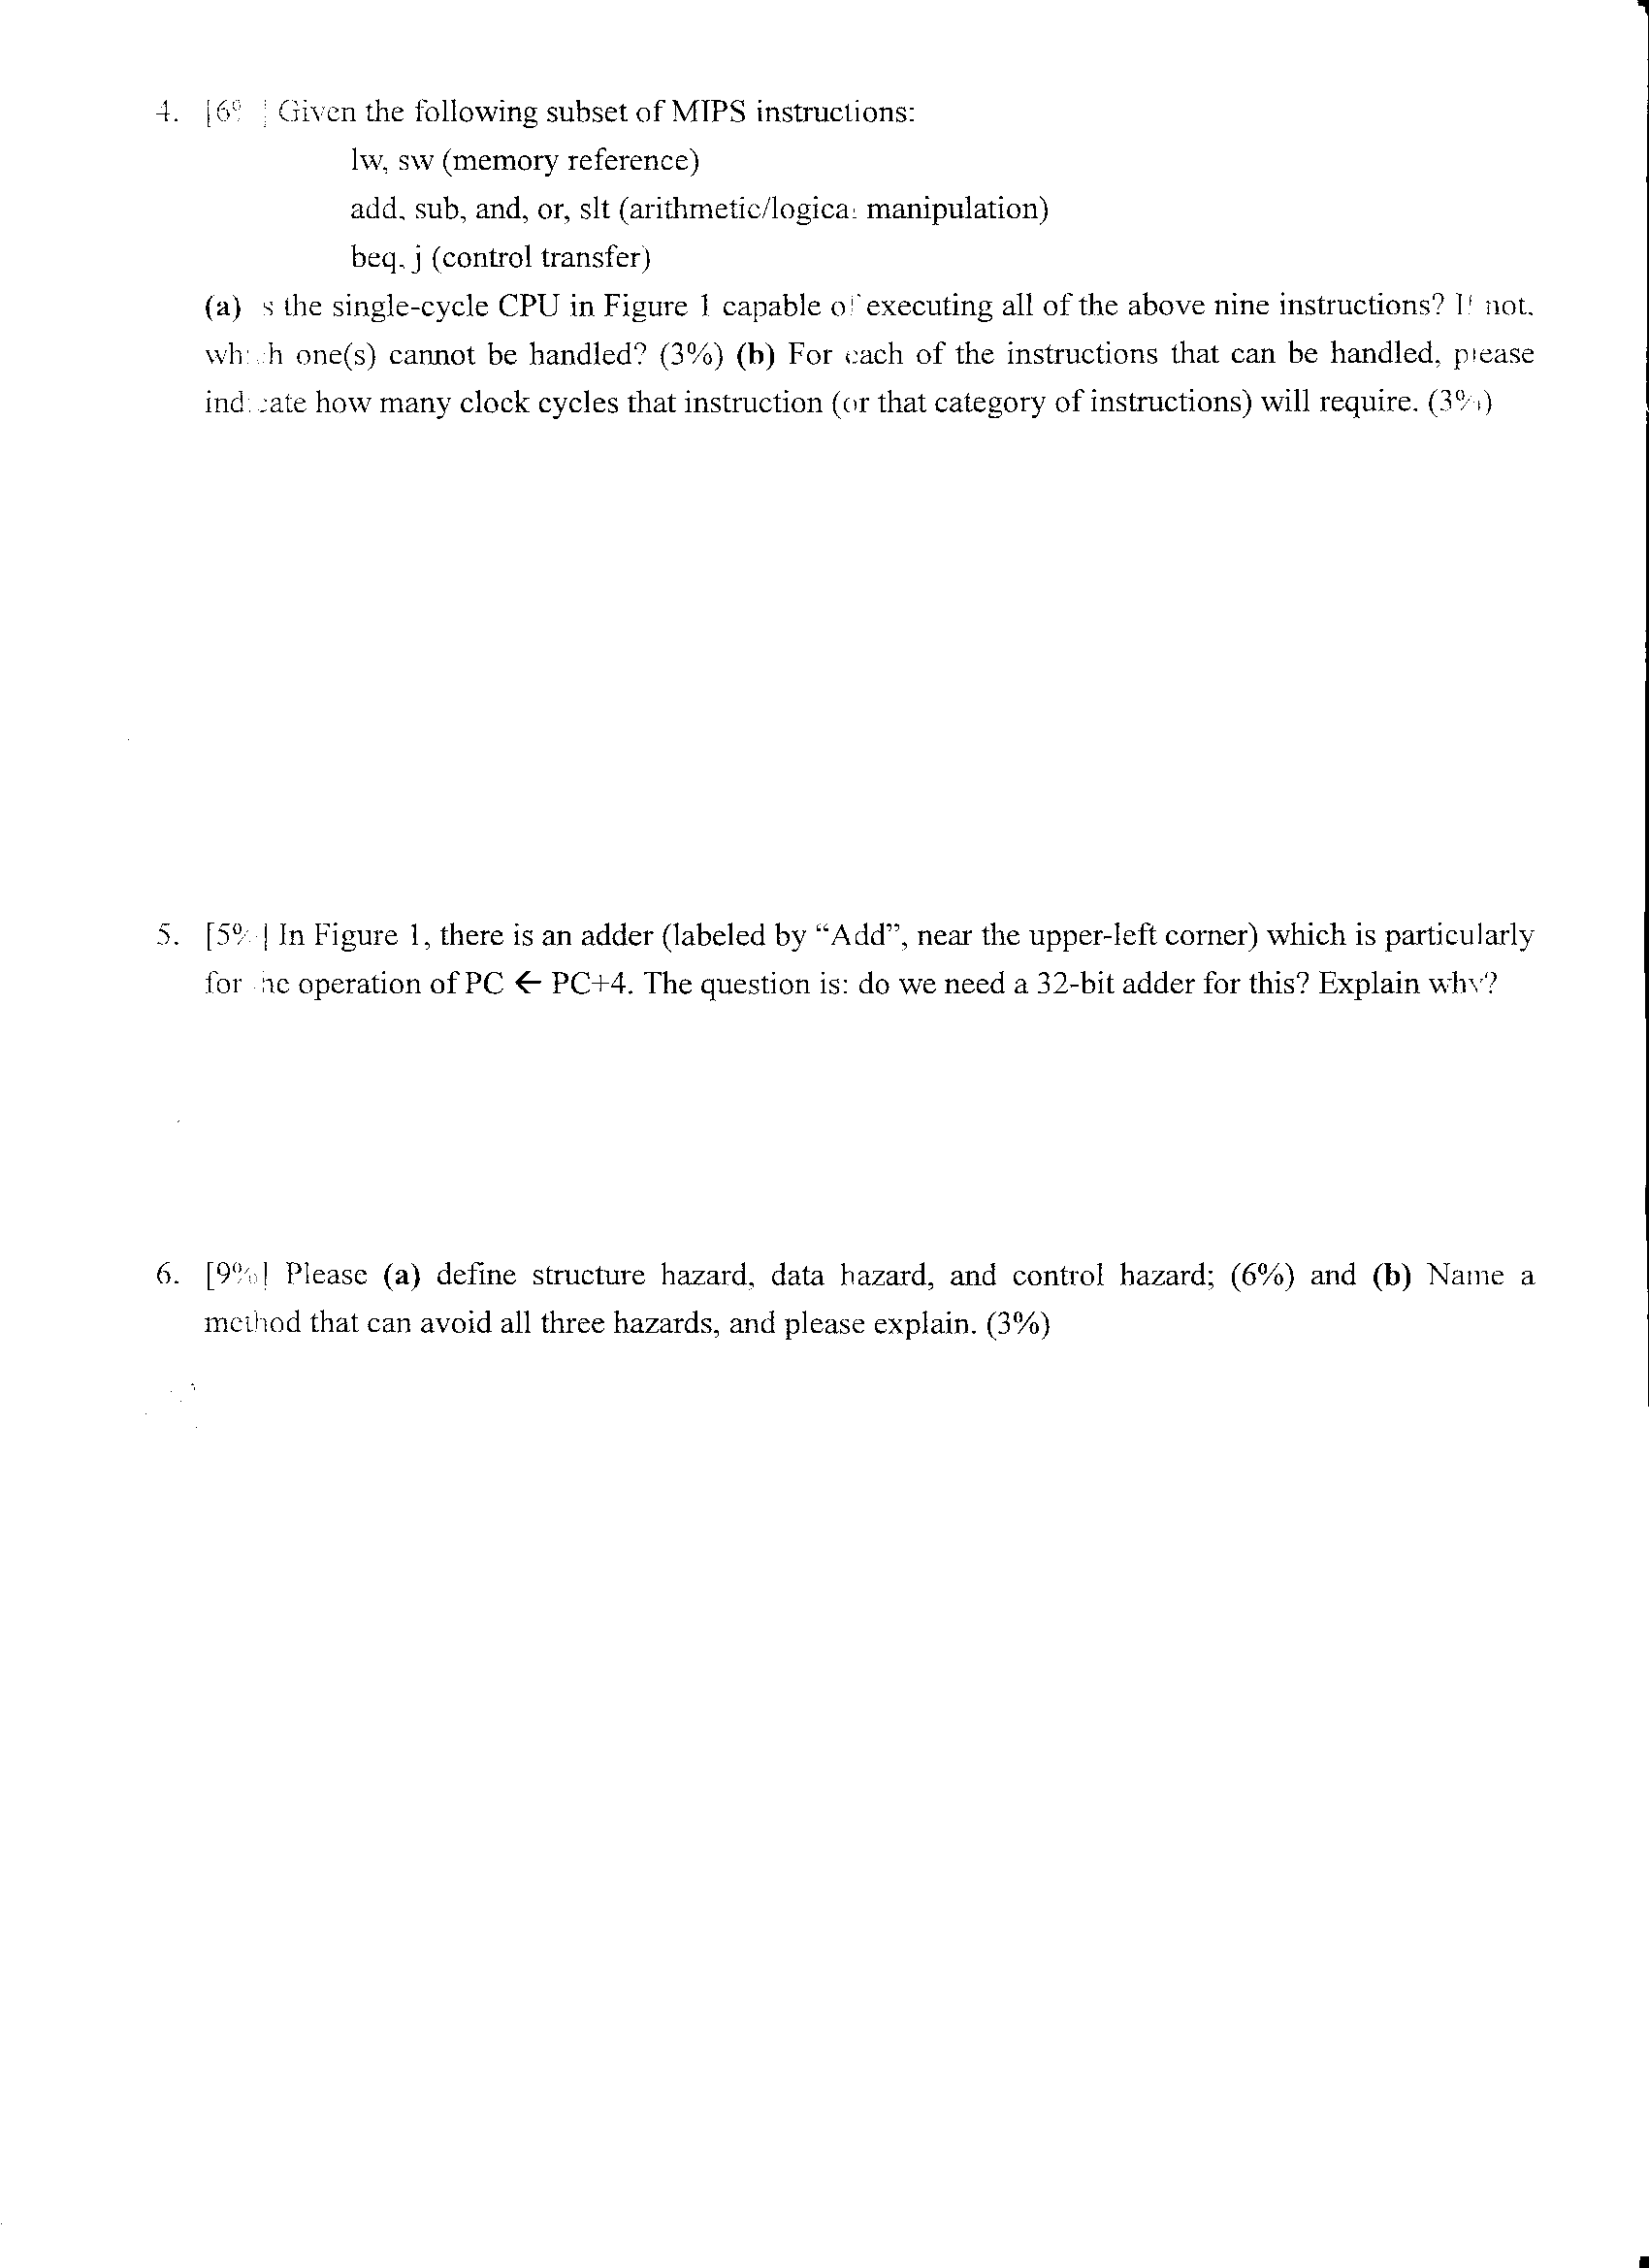 4. [6% ] Given the following subset of MIPS instructions:
lw, sw (memory reference)
add, sub, and, or, slt (arithmetic/logical manipulation)
beq, j (control transfer)
(a) Is the single-cycle CPU in Figure 1 capable of executing all of the above nine instructions? If not,
which one(s) cannot be handled? (3%) (b) For each of the instructions that can be handled, please
indicate how many clock cycles that instruction (or that category of instructions) will require. (3%)
5. [5%] In Figure 1, there is an adder (labeled by “Add”, near the upper-left corner) which is particularly
for the operation of PC ← PC+4. The question is: do we need a 32-bit adder for this? Explain why?
6. [9%] Please (a) define structure hazard, data hazard, and control hazard; (6%) and (b) Name a
method that can avoid all three hazards, and please explain. (3%)